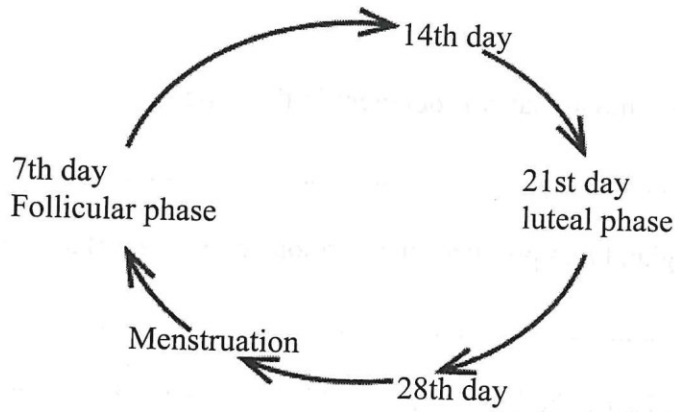 14th day
7th day
Follicular phase
21st day
luteal phase
Menstruation
28th day